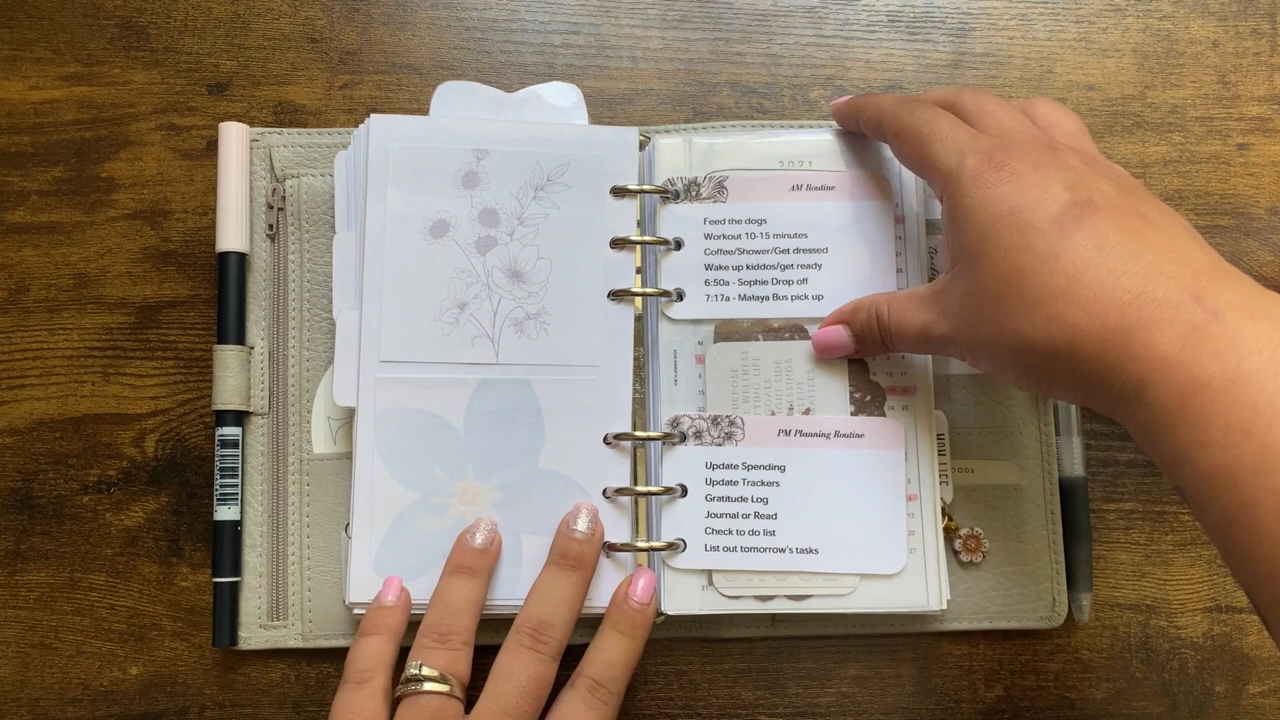 2021
AM Routine
Feed the dogs
Workout 10-15 minutes
Coffee/Shower/Get dressed
Wake up kiddos/get ready
6:50a - Sophie Drop off
7:17a - Malaya Bus pick up
PM Planning Routine
Update Spending
Update Trackers
Gratitude Log
Journal or Read
Check to do list
List out tomorrow's tasks
MOM LIFE